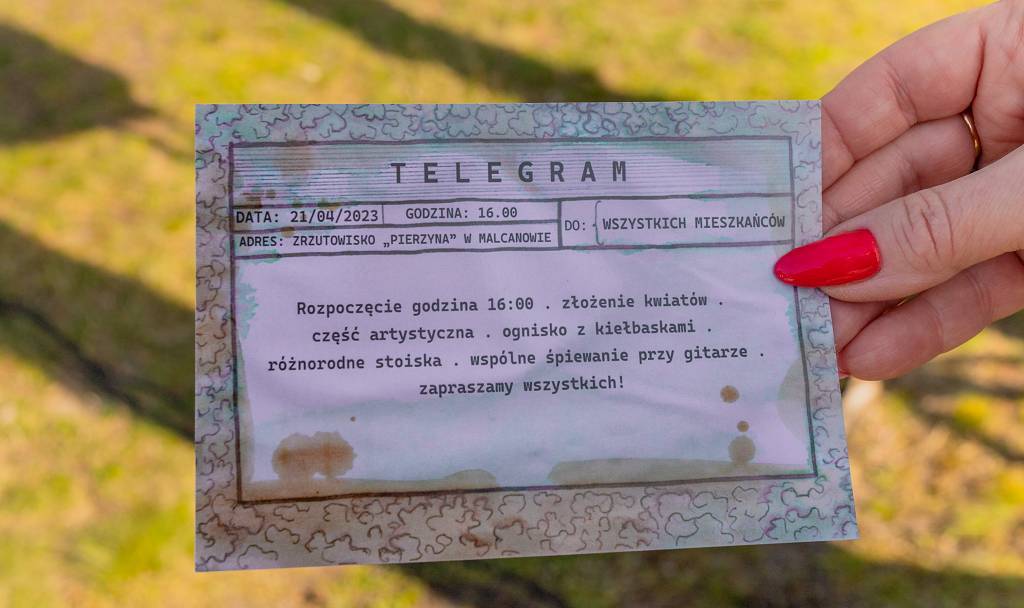 TELEGRAM
DATA: 21/04/2023 GODZINA: 16.00
DO: WSZYSTKICH MIESZKAŃCÓW
ADRES: ZRZUTOWISKO „PIERZYNA” W MALCANOWIE
Rozpoczęcie godzina 16:00 . złożenie kwiatów .
część artystyczna . ognisko z kiełbaskami .
różnorodne stoiska . wspólne śpiewanie przy gitarze .
zapraszamy wszystkich!